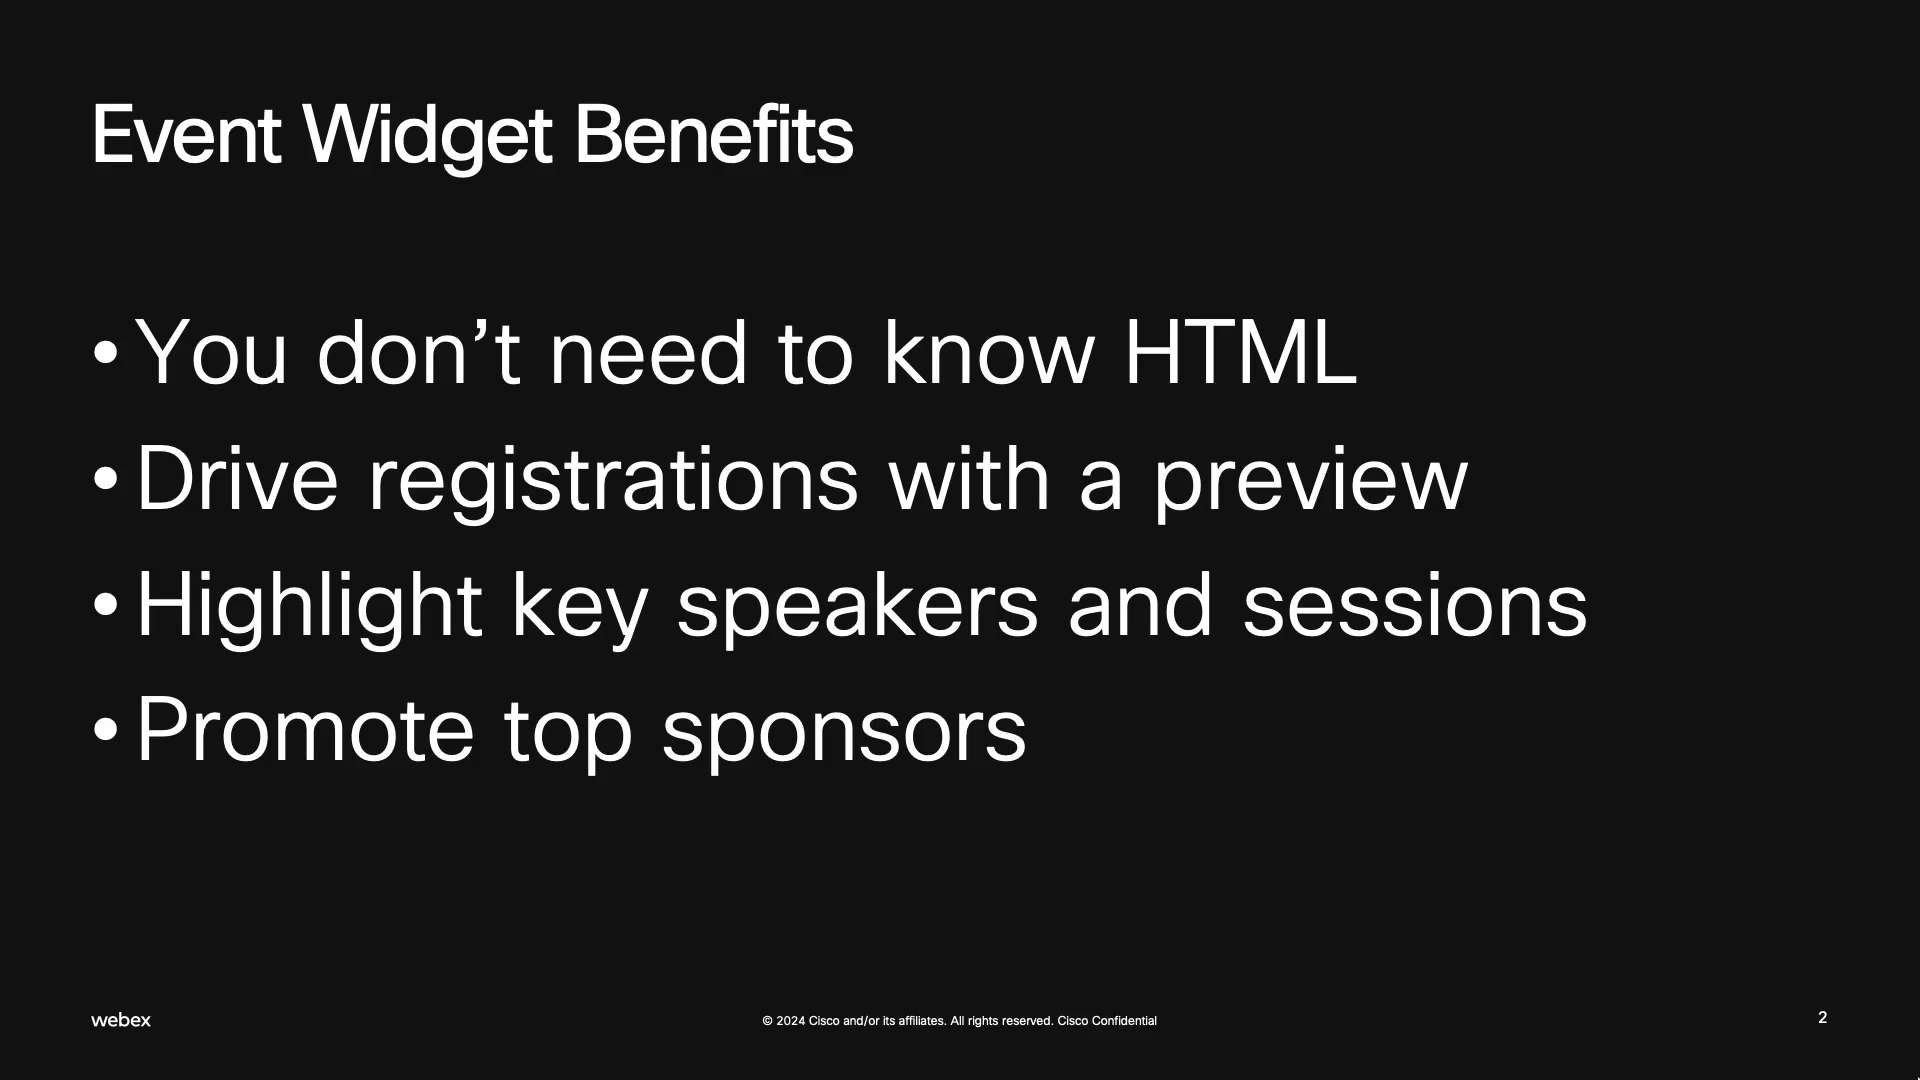 Event Widget Benefits
• You don’t need to know HTML
• Drive registrations with a preview
• Highlight key speakers and sessions
• Promote top sponsors
webex
© 2024 Cisco and/or its affiliates. All rights reserved. Cisco Confidential
2